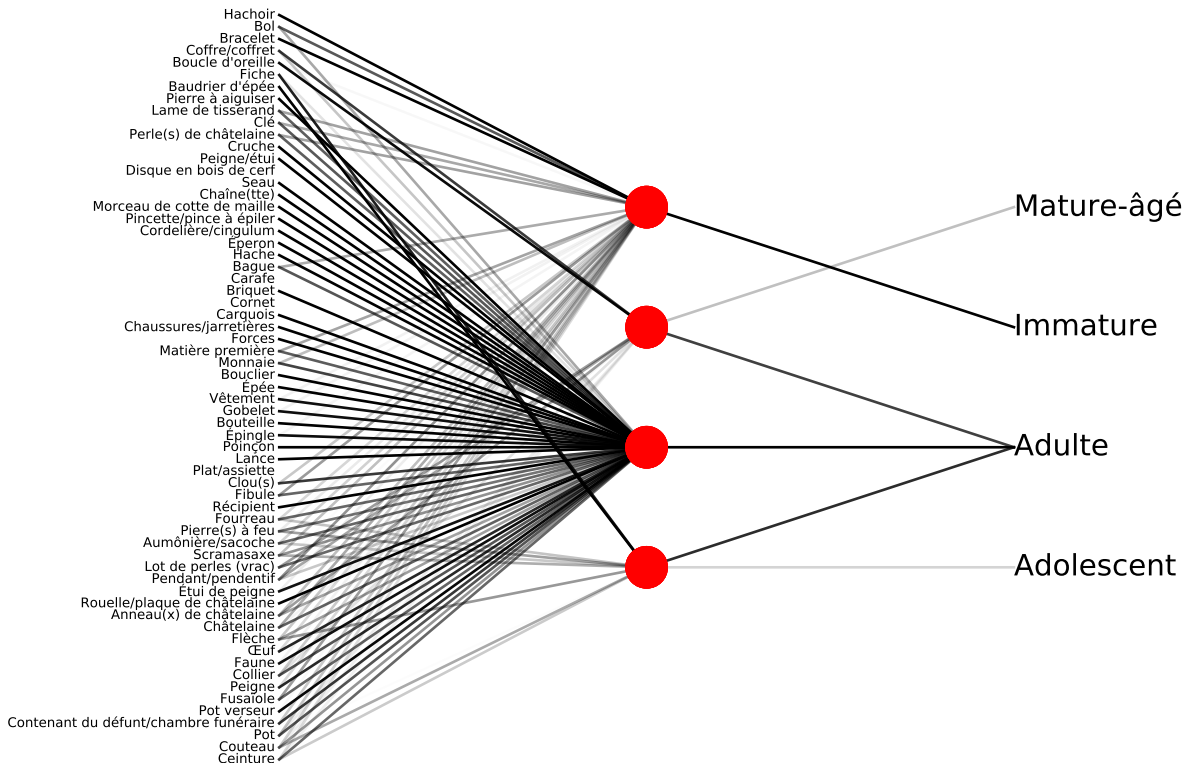 Hachoir
Bol
Bracelet
Coffre/coffret
Boucle d'oreille
Fiche
Baudrier d'épée
Pierre à aiguiser
Lame de tisserand
Clé
Perle(s) de châtelaine
Cruche
Peigne/étui
Disque en bois de cerf
Seau
Chaîne(tte)
Morceau de cotte de maille
Pincette/pince à épiler
Cordelière/cingulum
Éperon
Hache
Bague
Carafe
Briquet
Cornet
Carquois
Chaussures/jarretières
Forces
Matière première
Monnaie
Bouclier
Épée
Vêtement
Gobelet
Bouteille
Épingle
Poinçon
Lance
Plat/assiette
Clou(s)
Fibule
Récipient
Fourreau
Pierre(s) à feu
Aumônière/sacoche
Scramasaxe
Lot de perles (vrac)
Pendant/pendentif
Étui de peigne
Rouelle/plaque de châtelaine
Anneau(x) de châtelaine
Châtelaine
Flèche
Œuf
Faune
Collier
Peigne
Fusaïole
Pot verseur
Contenant du défunt/chambre funéraire
Pot
Couteau
Ceinture
Mature-âgé
Immature
Adulte
Adolescent